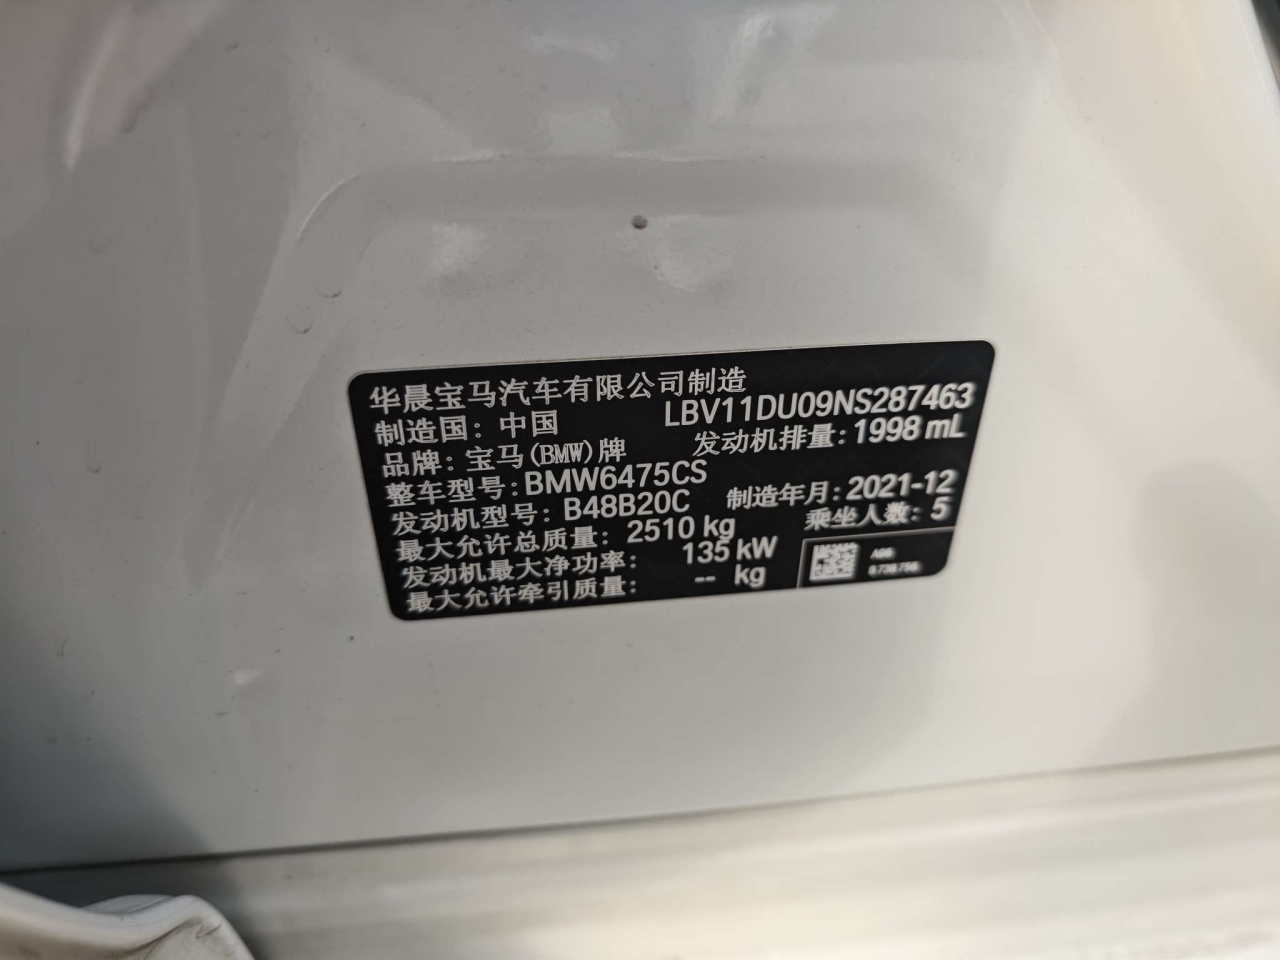 华晨宝马汽车有限公司制造
LBV11DU09NS287463
制造国：中国
发动机排量：1998 mL
品牌：宝马(BMW)牌
整车型号：BMW6475CS
制造年月：2021-12
发动机型号：B48B20C
乘坐人数：5
最大允许总质量：2510 kg
发动机最大净功率：135 kW
最大允许牵引质量：-- kg